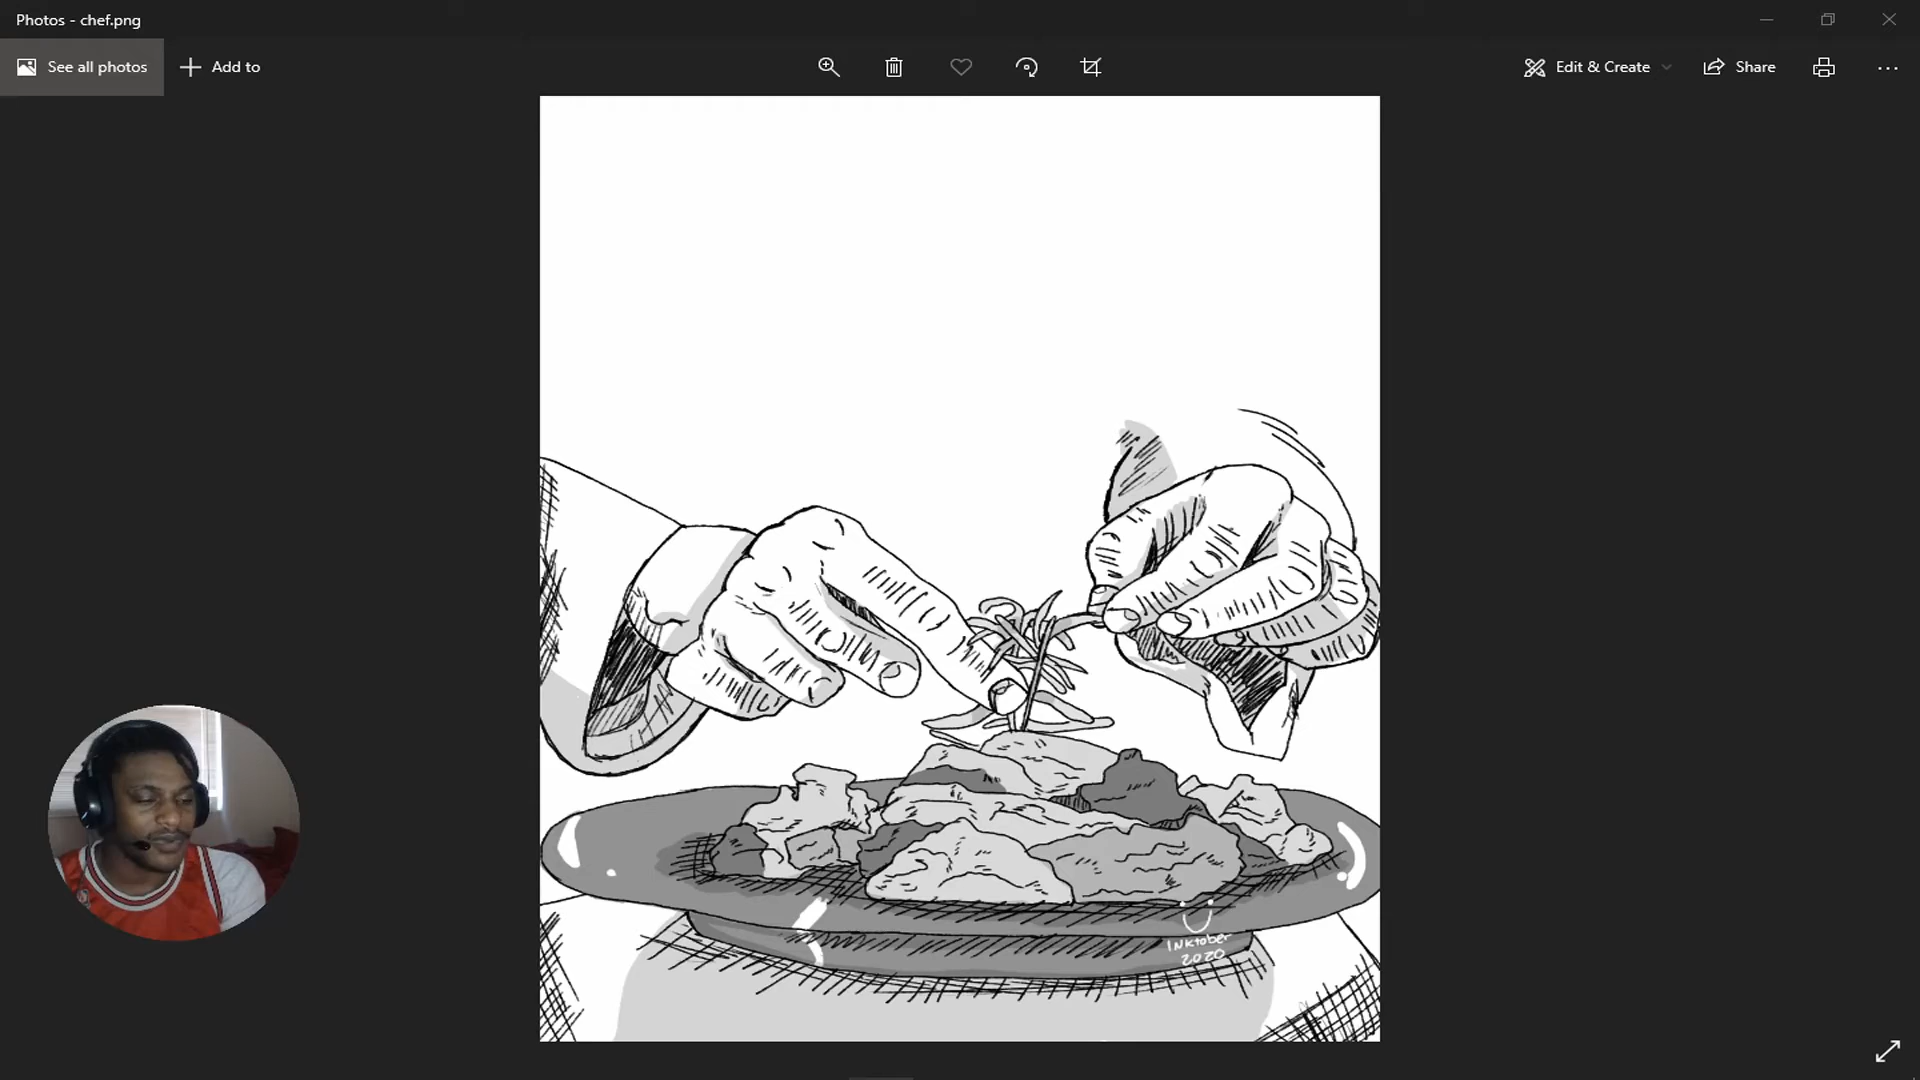 Photos - chef.png
See all photos
Add to
Edit & Create
Share
INKtober
2020